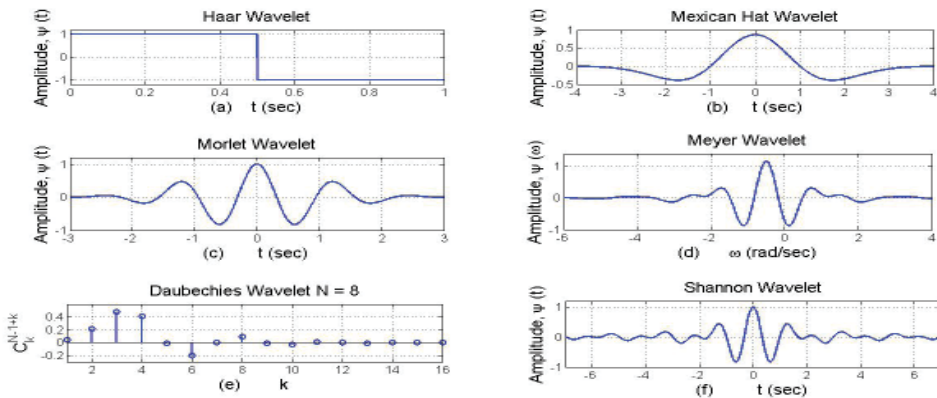 Haar Wavelet
Amplitude, ψ (t)
1
0
-1
0 0.2 0.4 0.6 0.8 1
(a) t (sec)
Mexican Hat Wavelet
Amplitude, ψ (t)
1
0.5
0
-0.5
-4 -3 -2 -1 0 1 2 3 4
(b) t (sec)
Morlet Wavelet
Amplitude, ψ (t)
1
0
-1
-3 -2 -1 0 1 2 3
(c) t (sec)
Meyer Wavelet
Amplitude, ψ (ω)
1
0
-1
-6 -4 -2 0 2 4 6
(d) ω (rad/sec)
Daubechies Wavelet N = 8
C_k^{N-1+k}
0.4
0.2
0
-0.2
2 4 6 8 10 12 14 16
(e) k
Shannon Wavelet
Amplitude, ψ (t)
1
0
-1
-6 -4 -2 0 2 4 6
(f) t (sec)